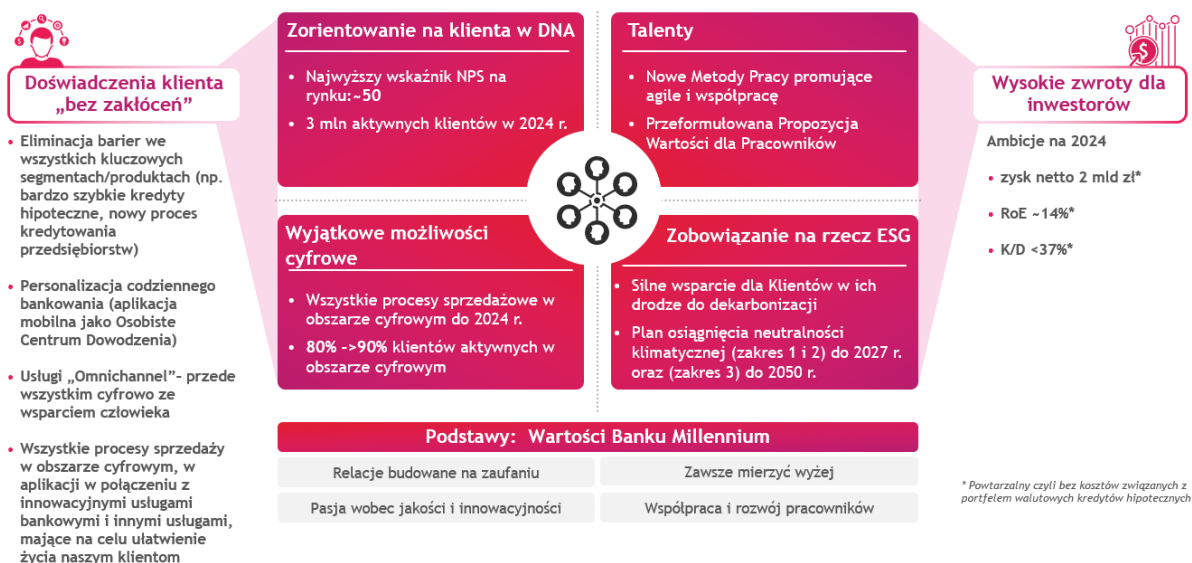 Doświadczenia klienta
„bez zakłóceń”
• Eliminacja barier we
wszystkich kluczowych
segmentach/produktach (np.
bardzo szybkie kredyty
hipoteczne, nowy proces
kredytowania
przedsiębiorstw)
• Personalizacja codziennego
bankowania (aplikacja
mobilna jako Osobiste
Centrum Dowodzenia)
• Usługi „Omnichannel”– przede
wszystkim cyfrowo ze
wsparciem człowieka
• Wszystkie procesy sprzedaży
w obszarze cyfrowym, w
aplikacji w połączeniu z
innowacyjnymi usługami
bankowymi i innymi usługami,
mające na celu ułatwienie
życia naszym klientom
Zorientowanie na klienta w DNA
• Najwyższy wskaźnik NPS na
rynku:~50
• 3 mln aktywnych klientów w 2024 r.
Talenty
• Nowe Metody Pracy promujące
agile i współpracę
• Przeformułowana Propozycja
Wartości dla Pracowników
Wyjątkowe możliwości
cyfrowe
• Wszystkie procesy sprzedażowe w
obszarze cyfrowym do 2024 r.
• 80% ->90% klientów aktywnych w
obszarze cyfrowym
Zobowiązanie na rzecz ESG
• Silne wsparcie dla Klientów w ich
drodze do dekarbonizacji
• Plan osiągnięcia neutralności
klimatycznej (zakres 1 i 2) do 2027 r.
oraz (zakres 3) do 2050 r.
Podstawy: Wartości Banku Millennium
Relacje budowane na zaufaniu
Zawsze mierzyć wyżej
Pasja wobec jakości i innowacyjności
Współpraca i rozwój pracowników
Wysokie zwroty dla
inwestorów
Ambicje na 2024
• zysk netto 2 mld zł*
• RoE ~14%*
• K/D <37%*
* Powtarzalny czyli bez kosztów związanych z
portfelem walutowych kredytów hipotecznych